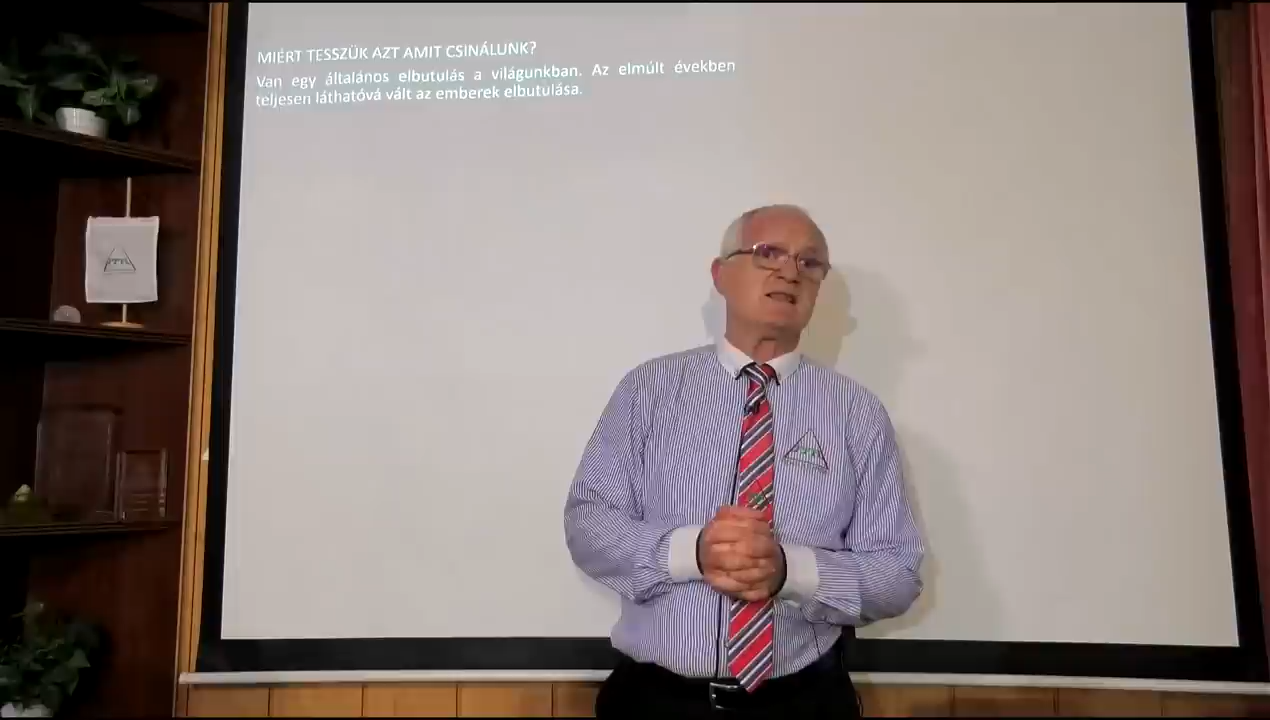 MIÉRT TESSZÜK AZT AMIT CSINÁLUNK?
Van egy általános elbutulás a világunkban. Az elmúlt években
teljesen láthatóvá vált az emberek elbutulása.